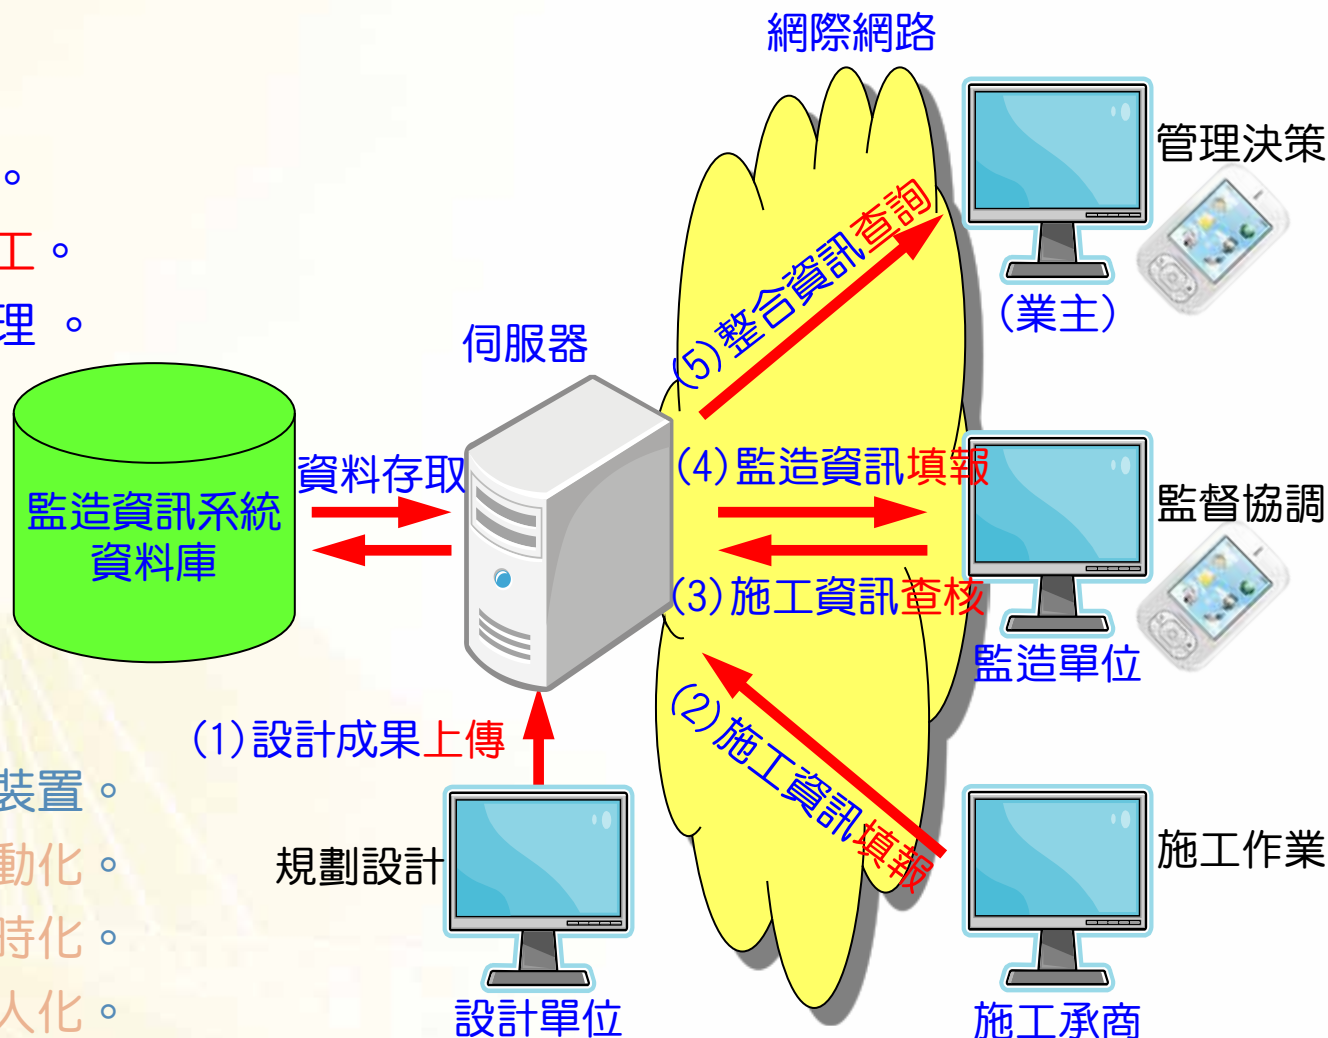 網際網路
管理決策
。
工。
理 。
(5)整合資訊查詢
(業主)
伺服器
資料存取
(4)監造資訊填報
監造資訊系統
資料庫
監督協調
(3)施工資訊查核
監造單位
(2)施工資訊填報
(1)設計成果上傳
裝置。
動化。
規劃設計
施工作業
時化。
人化。
設計單位
施工承商